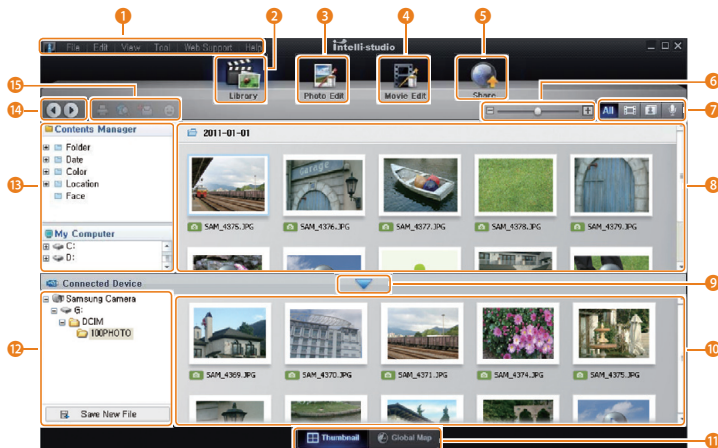 1
2
3
4
5
File Edit View Tool Web Support Help
intelli-studio
Library
Photo Edit
Movie Edit
Share
15
6
14
All
7
Contents Manager
2011-01-01
Folder
Date
Color
Location
Face
13
8
SAM_4375.JPG
SAM_4376.JPG
SAM_4377.JPG
SAM_4378.JPG
SAM_4379.JPG
My Computer
C:
D:
Connected Device
9
Samsung Camera
G:
DCIM
100PHOTO
12
10
SAM_4369.JPG
SAM_4370.JPG
SAM_4371.JPG
SAM_4374.JPG
SAM_4375.JPG
Save New File
Thumbnail
Global Map
11